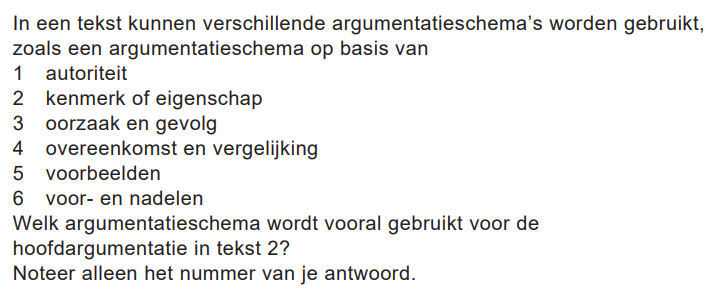 In een tekst kunnen verschillende argumentatieschema’s worden gebruikt,
zoals een argumentatieschema op basis van
1 autoriteit
2 kenmerk of eigenschap
3 oorzaak en gevolg
4 overeenkomst en vergelijking
5 voorbeelden
6 voor- en nadelen
Welk argumentatieschema wordt vooral gebruikt voor de
hoofdargumentatie in tekst 2?
Noteer alleen het nummer van je antwoord.